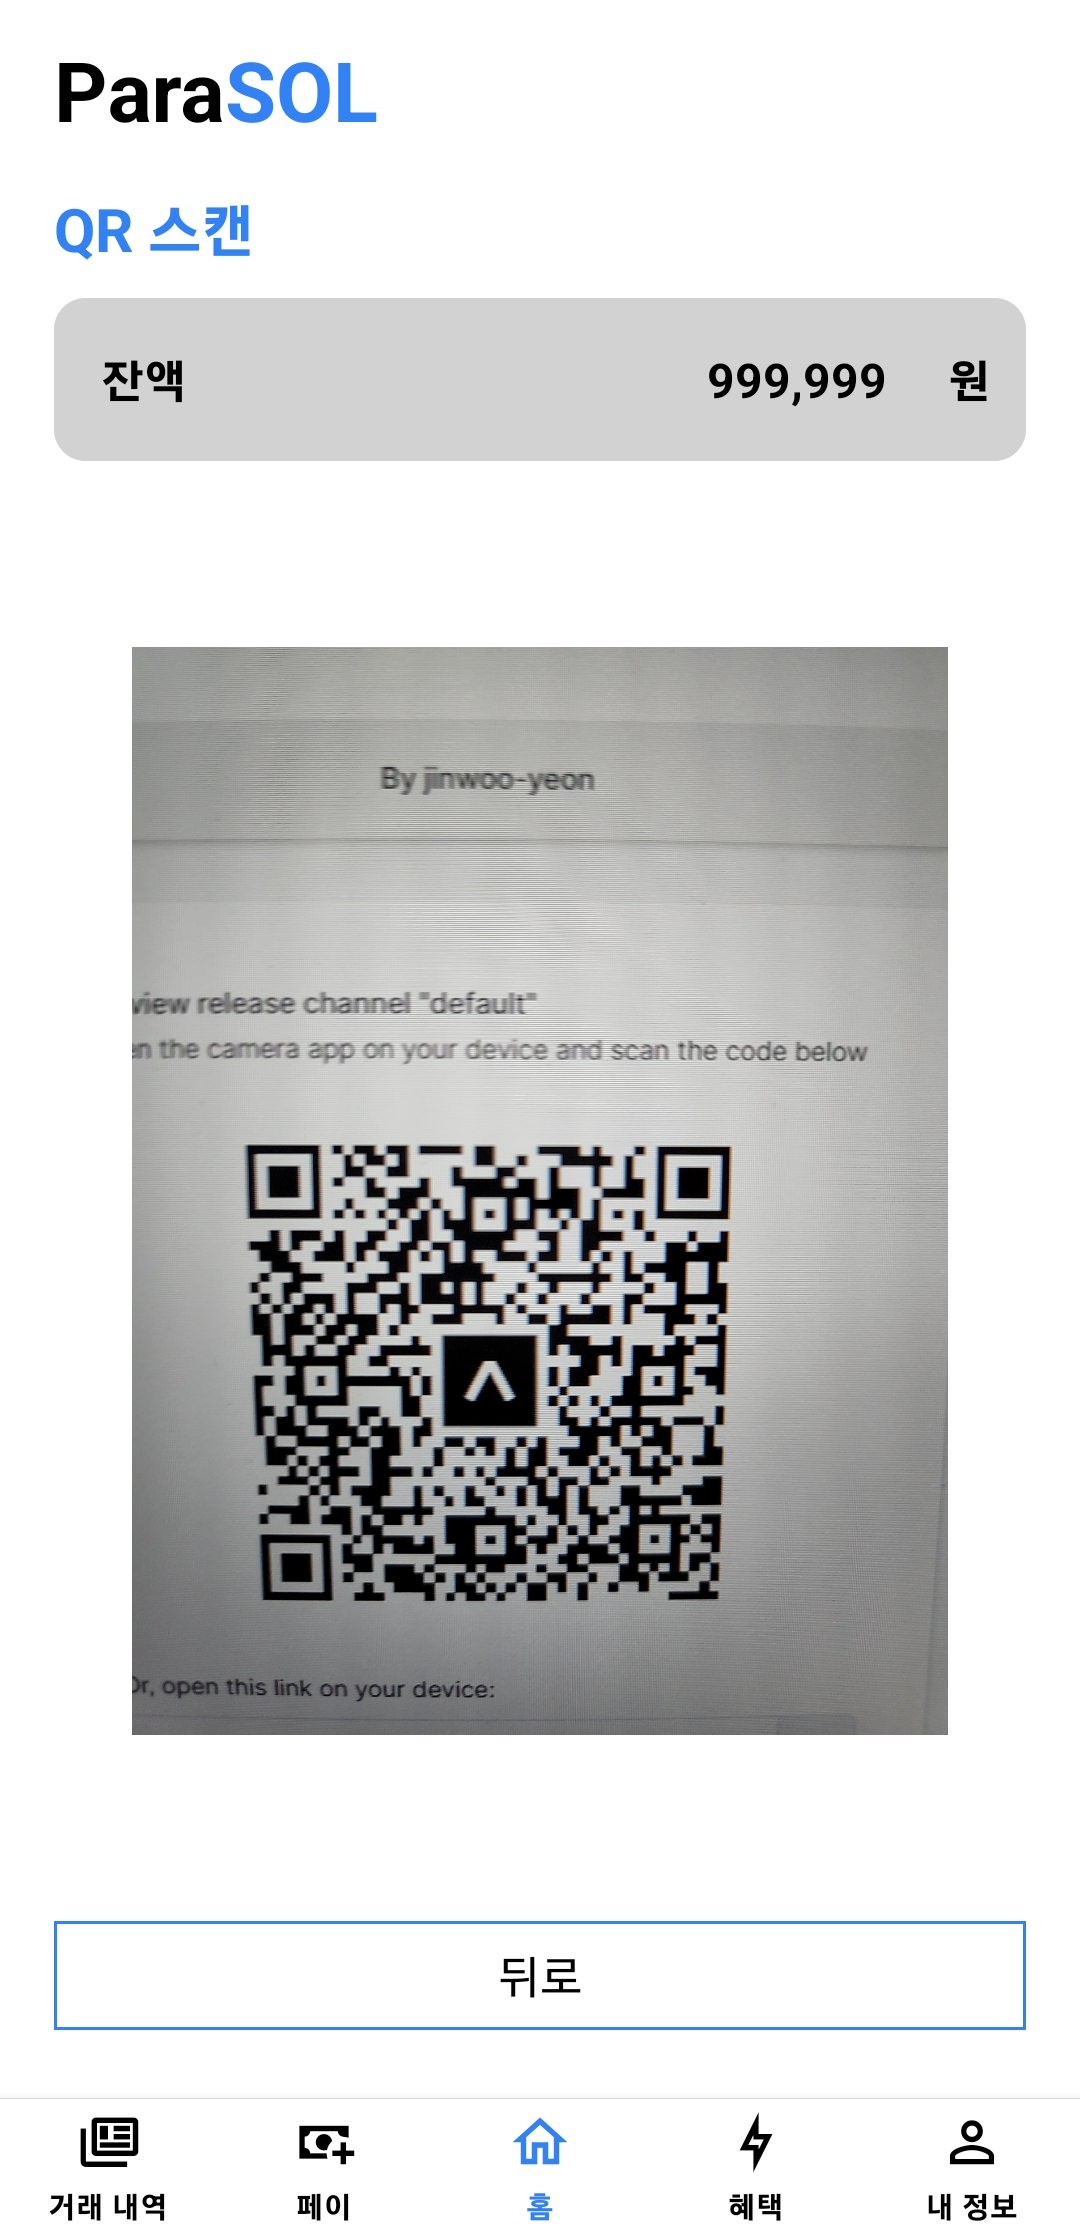 ParaSOL
QR 스캔
잔액 999,999 원
By jinwoo-yeon
view release channel "default"
the camera app on your device and scan the code below
Or, open this link on your device:
뒤로
거래 내역 페이 홈 혜택 내 정보